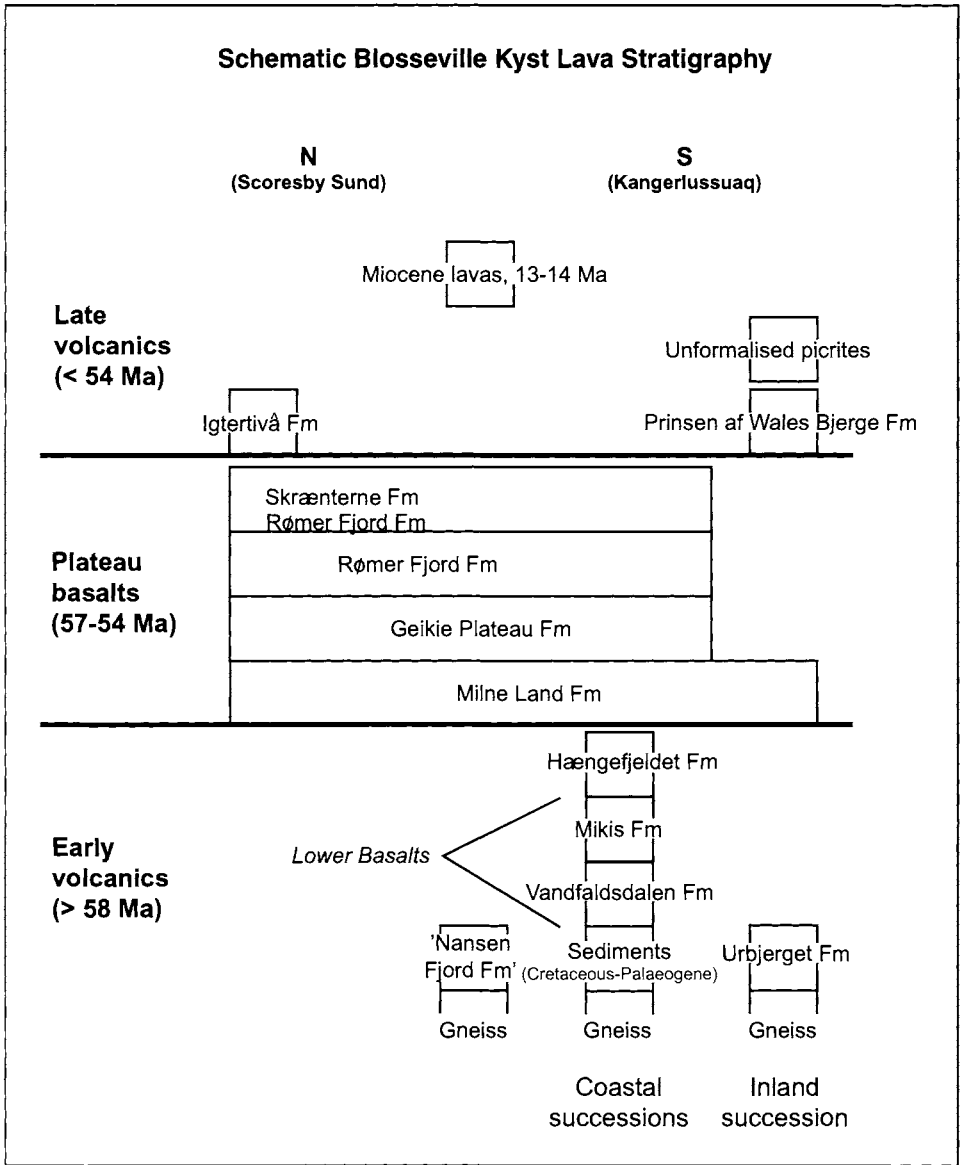 Schematic Blosseville Kyst Lava Stratigraphy
N
(Scoresby Sund)
S
(Kangerlussuaq)
Miocene lavas, 13-14 Ma
Late
volcanics
(< 54 Ma)
Unformalised picrites
Igtertivâ Fm
Prinsen af Wales Bjerge Fm
Skrænterne Fm
Rømer Fjord Fm
Plateau
basalts
(57-54 Ma)
Rømer Fjord Fm
Geikie Plateau Fm
Milne Land Fm
Hængefjeldet Fm
Early
volcanics
(> 58 Ma)
Lower Basalts
Mikis Fm
Vandfaldsdalen Fm
'Nansen
Fjord Fm'
Sediments
(Cretaceous-Palaeogene)
Urbjerget Fm
Gneiss
Gneiss
Gneiss
Coastal
successions
Inland
succession